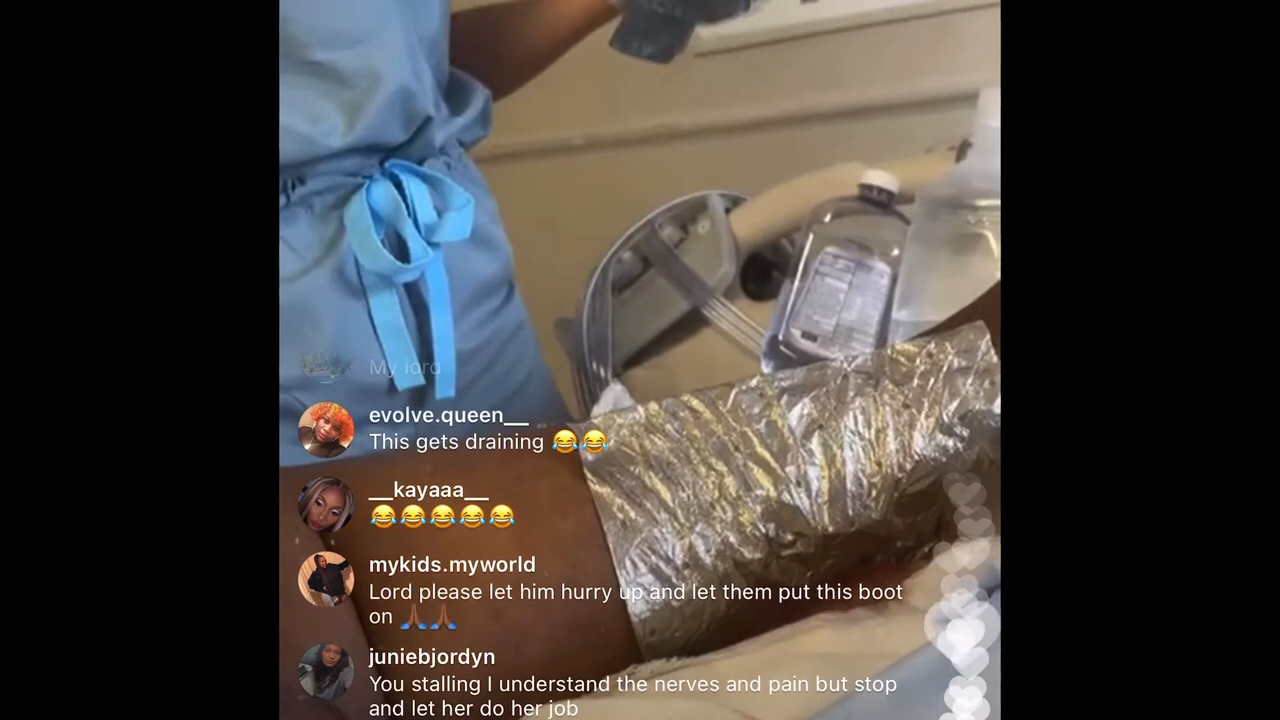 My lord
evolve.queen__
This gets draining 😂😂
__kayaaa__
😂😂😂😂😂
mykids.myworld
Lord please let him hurry up and let them put this boot
on 🙏🏾🙏🏾
juniebjordyn
You stalling I understand the nerves and pain but stop
and let her do her job